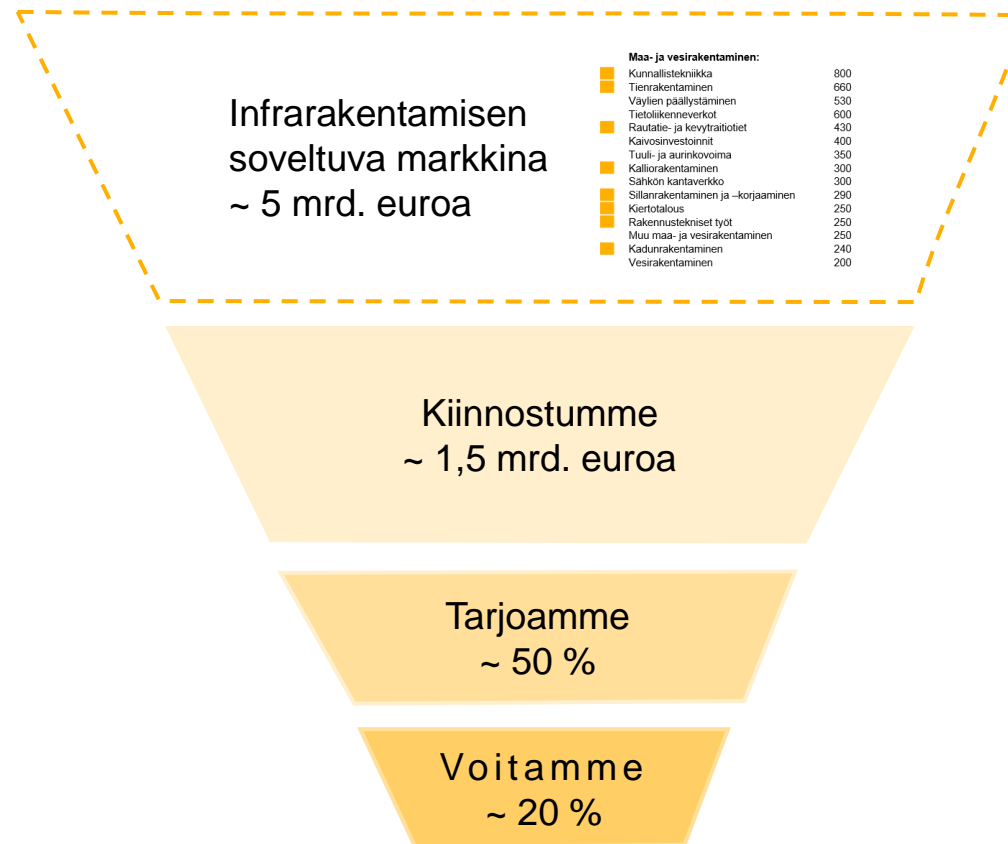 Infrarakentamisen
soveltuva markkina
~ 5 mrd. euroa
Maa- ja vesirakentaminen:
Kunnallistekniikka 800
Tienrakentaminen 660
Väylien päällystäminen 530
Tietoliikenneverkot 600
Rautatie- ja kevytraitiotiet 430
Kaivosinvestoinnit 400
Tuuli- ja aurinkovoima 350
Kalliorakentaminen 300
Sähkön kantaverkko 300
Sillanrakentaminen ja –korjaaminen 290
Kiertotalous 250
Rakennustekniset työt 250
Muu maa- ja vesirakentaminen 250
Kadunrakentaminen 240
Vesirakentaminen 200
Kiinnostumme
~ 1,5 mrd. euroa
Tarjoamme
~ 50 %
Voitamme
~ 20 %